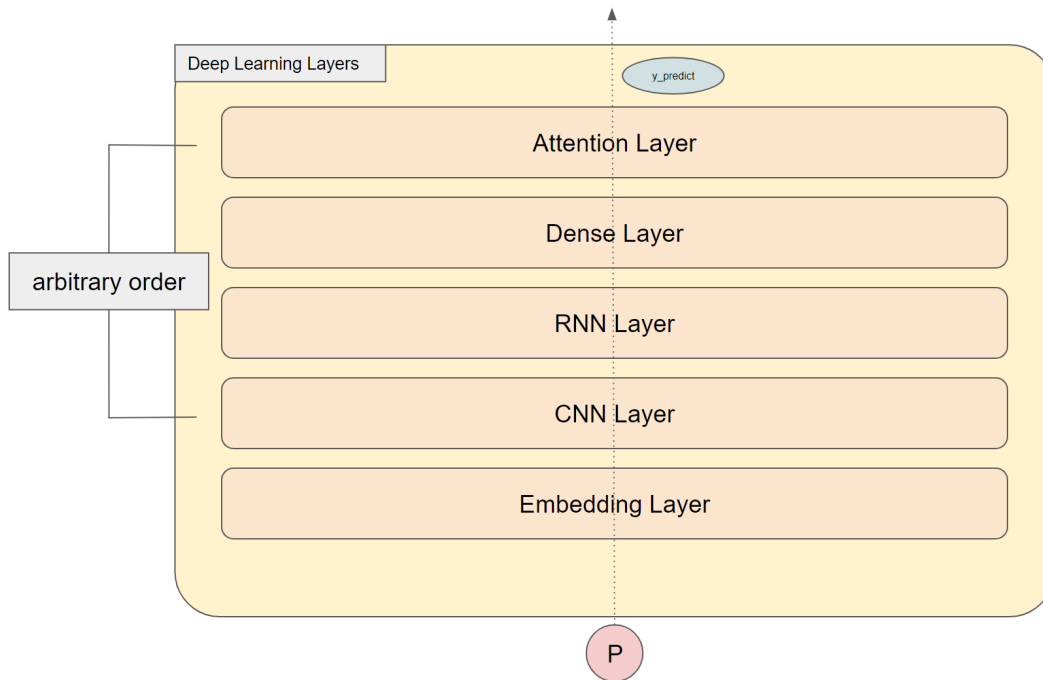 Deep Learning Layers
y_predict
Attention Layer
Dense Layer
arbitrary order
RNN Layer
CNN Layer
Embedding Layer
P